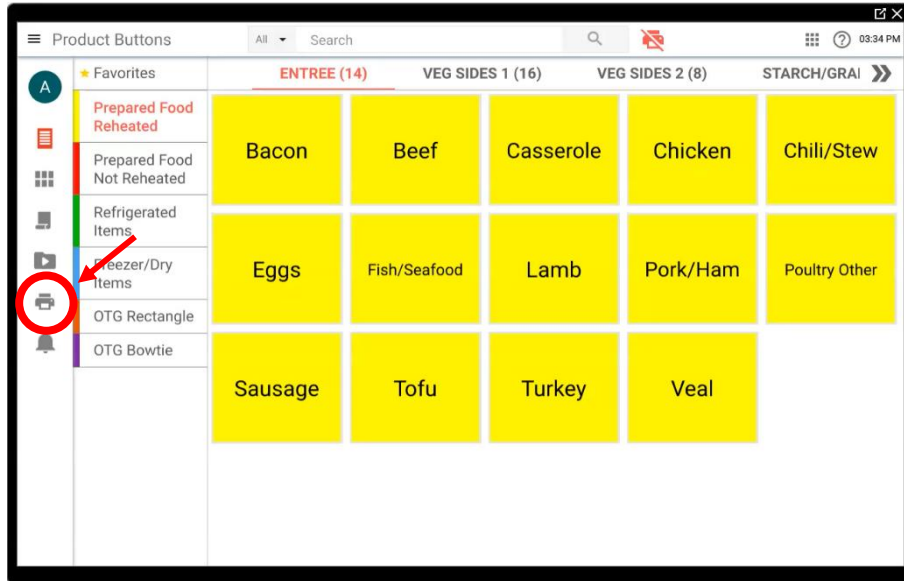 Product Buttons
All
Search
03:34 PM
A
Favorites
Prepared Food
Reheated
Prepared Food
Not Reheated
Refrigerated
Items
Freezer/Dry
Items
OTG Rectangle
OTG Bowtie
ENTREE (14)
VEG SIDES 1 (16)
VEG SIDES 2 (8)
STARCH/GRAI
Bacon
Beef
Casserole
Chicken
Chili/Stew
Eggs
Fish/Seafood
Lamb
Pork/Ham
Poultry Other
Sausage
Tofu
Turkey
Veal